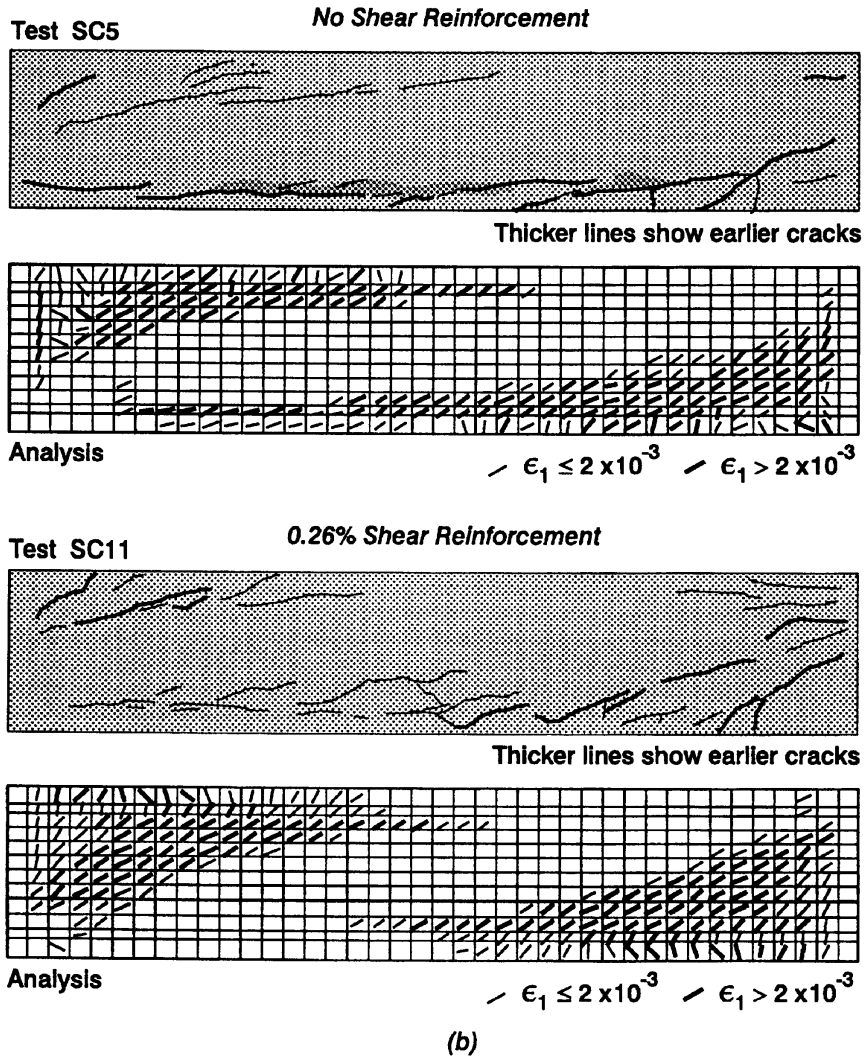 No Shear Reinforcement
Test SC5
Thicker lines show earlier cracks
Analysis
ϵ₁ ≤ 2 x10⁻³ ϵ₁ > 2 x10⁻³
0.26% Shear Reinforcement
Test SC11
Thicker lines show earlier cracks
Analysis
ϵ₁ ≤ 2 x10⁻³ ϵ₁ > 2 x10⁻³
(b)